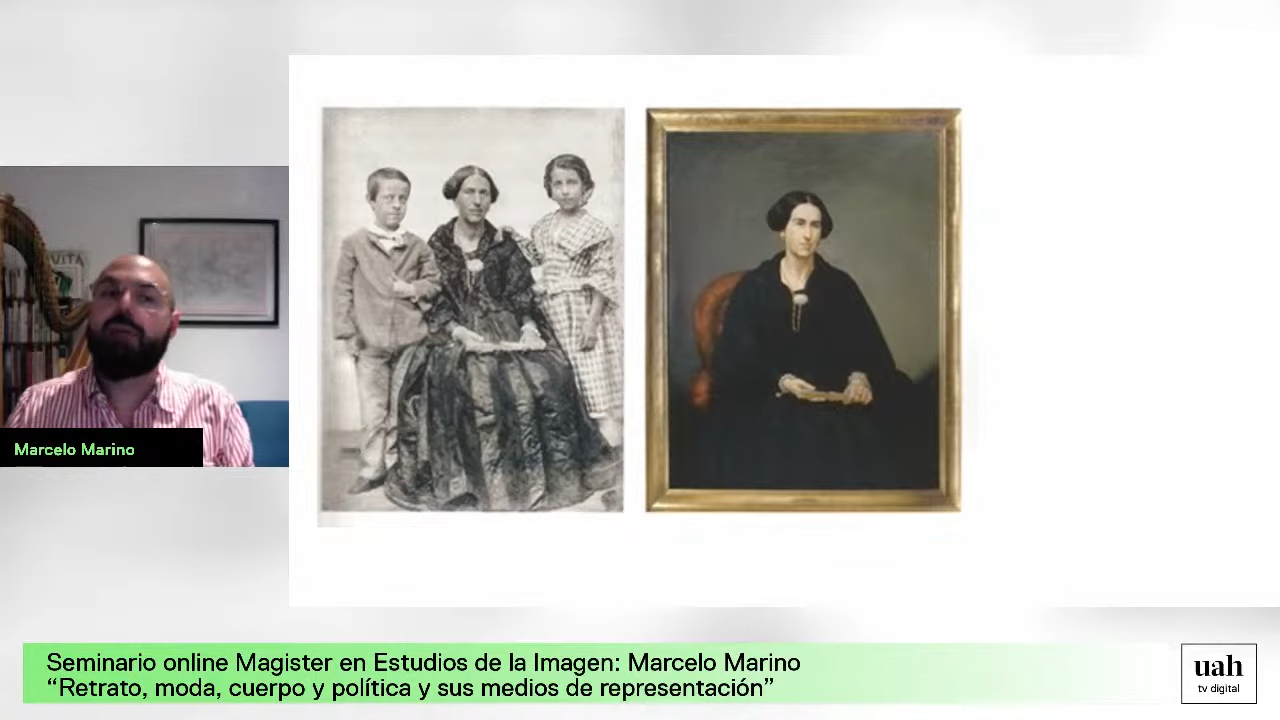 VITA
Marcelo Marino
Seminario online Magister en Estudios de la Imagen: Marcelo Marino
“Retrato, moda, cuerpo y política y sus medios de representación”
uah
tv digital